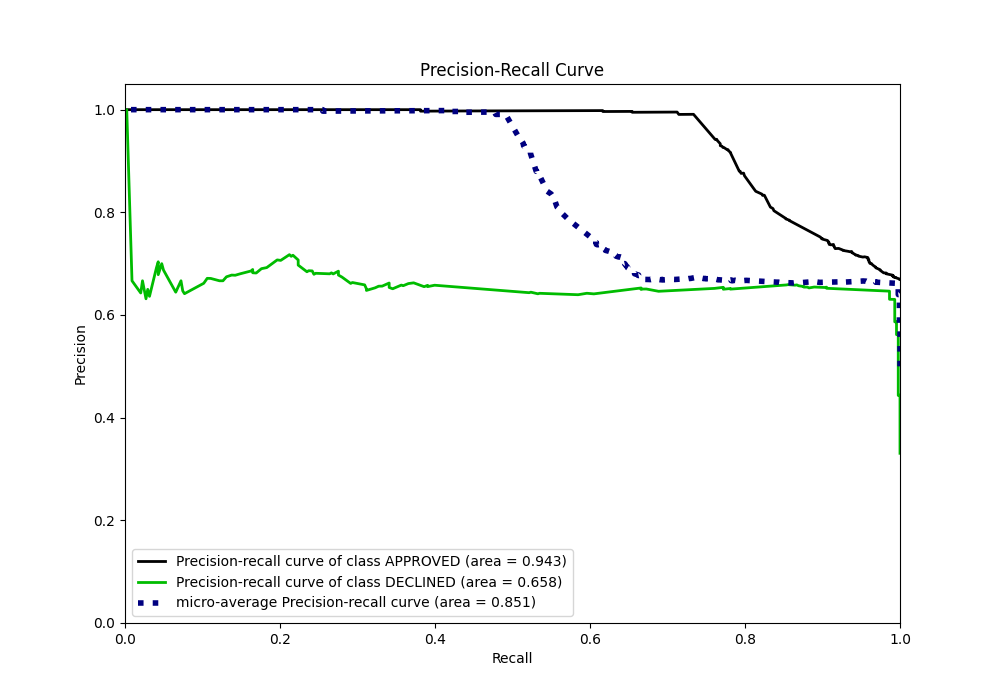 Precision-Recall Curve
1.0
0.8
0.6
0.4
0.2
0.0
Precision
Precision-recall curve of class APPROVED (area = 0.943)
Precision-recall curve of class DECLINED (area = 0.658)
micro-average Precision-recall curve (area = 0.851)
0.0 0.2 0.4 0.6 0.8 1.0
Recall